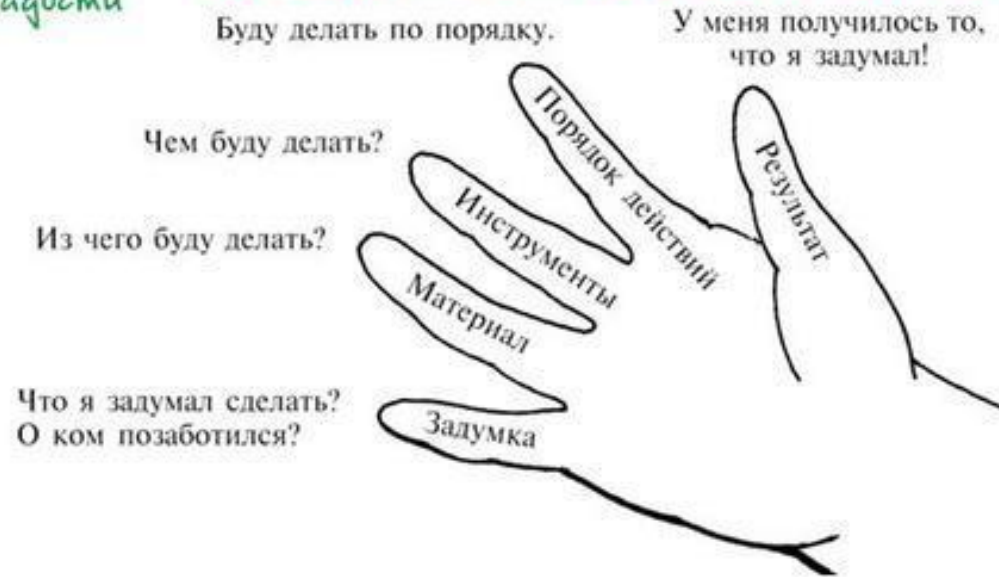 Буду делать по порядку.
У меня получилось то,
что я задумал!
Порядок действий
Результат
Чем буду делать?
Инструменты
Из чего буду делать?
Материал
Что я задумал сделать?
О ком позаботился?
Задумка